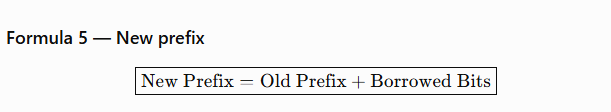 Formula 5 — New prefix
New Prefix = Old Prefix + Borrowed Bits